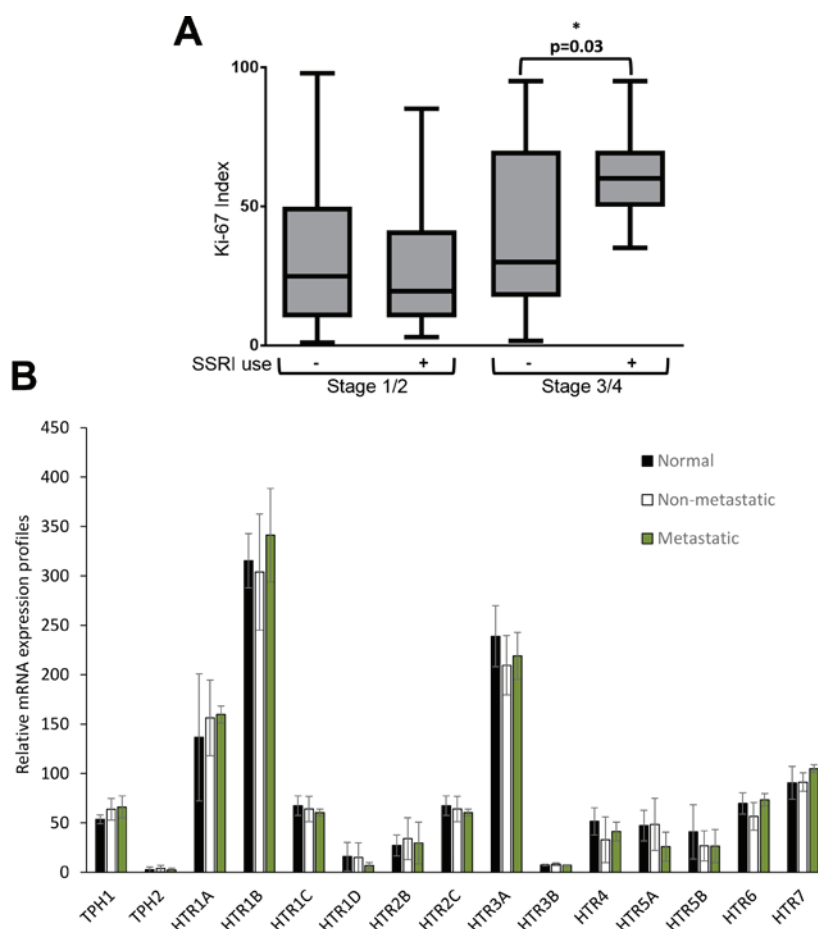 A
*
p=0.03
100
50
0
Ki-67 Index
SSRI use - + - +
Stage 1/2 Stage 3/4
B
450
400
350
300
250
200
150
100
50
0
Relative mRNA expression profiles
Normal
Non-metastatic
Metastatic
TPH1 TPH2 HTR1A HTR1B HTR1C HTR1D HTR2B HTR2C HTR3A HTR3B HTR4 HTR5A HTR5B HTR6 HTR7